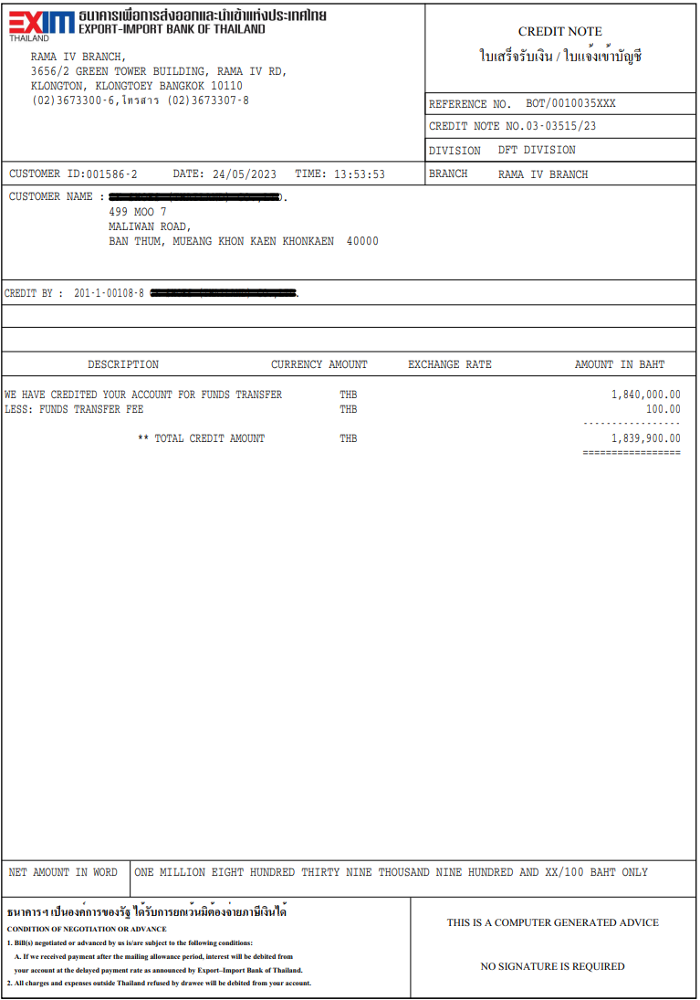 EXIM
THAILAND
ธนาคารเพื่อการส่งออกและนำเข้าแห่งประเทศไทย
EXPORT-IMPORT BANK OF THAILAND
RAMA IV BRANCH,
3656/2 GREEN TOWER BUILDING, RAMA IV RD,
KLONGTON, KLONGTOEY BANGKOK 10110
(02)3673300-6,โทรสาร (02)3673307-8
CREDIT NOTE
ใบเสร็จรับเงิน / ใบแจ้งเข้าบัญชี
REFERENCE NO. BOT/0010035XXX
CREDIT NOTE NO.03-03515/23
DIVISION DFT DIVISION
CUSTOMER ID:001586-2 DATE: 24/05/2023 TIME: 13:53:53
BRANCH RAMA IV BRANCH
CUSTOMER NAME :
499 MOO 7
MALIWAN ROAD,
BAN THUM, MUEANG KHON KAEN KHONKAEN 40000
CREDIT BY : 201-1-00108-8
DESCRIPTION CURRENCY AMOUNT EXCHANGE RATE AMOUNT IN BAHT
WE HAVE CREDITED YOUR ACCOUNT FOR FUNDS TRANSFER THB 1,840,000.00
LESS: FUNDS TRANSFER FEE THB 100.00
-----------------
** TOTAL CREDIT AMOUNT THB 1,839,900.00
=================
NET AMOUNT IN WORD ONE MILLION EIGHT HUNDRED THIRTY NINE THOUSAND NINE HUNDRED AND XX/100 BAHT ONLY
ธนาคารฯ เป็นองค์การของรัฐ ได้รับการยกเว้นมิต้องจ่ายภาษีเงินได้
CONDITION OF NEGOTIATION OR ADVANCE
1. Bill(s) negotiated or advanced by us is/are subject to the following conditions:
A. If we received payment after the mailing allowance period, interest will be debited from
your account at the delayed payment rate as announced by Export-Import Bank of Thailand.
2. All charges and expenses outside Thailand refused by drawee will be debited from your account.
THIS IS A COMPUTER GENERATED ADVICE
NO SIGNATURE IS REQUIRED